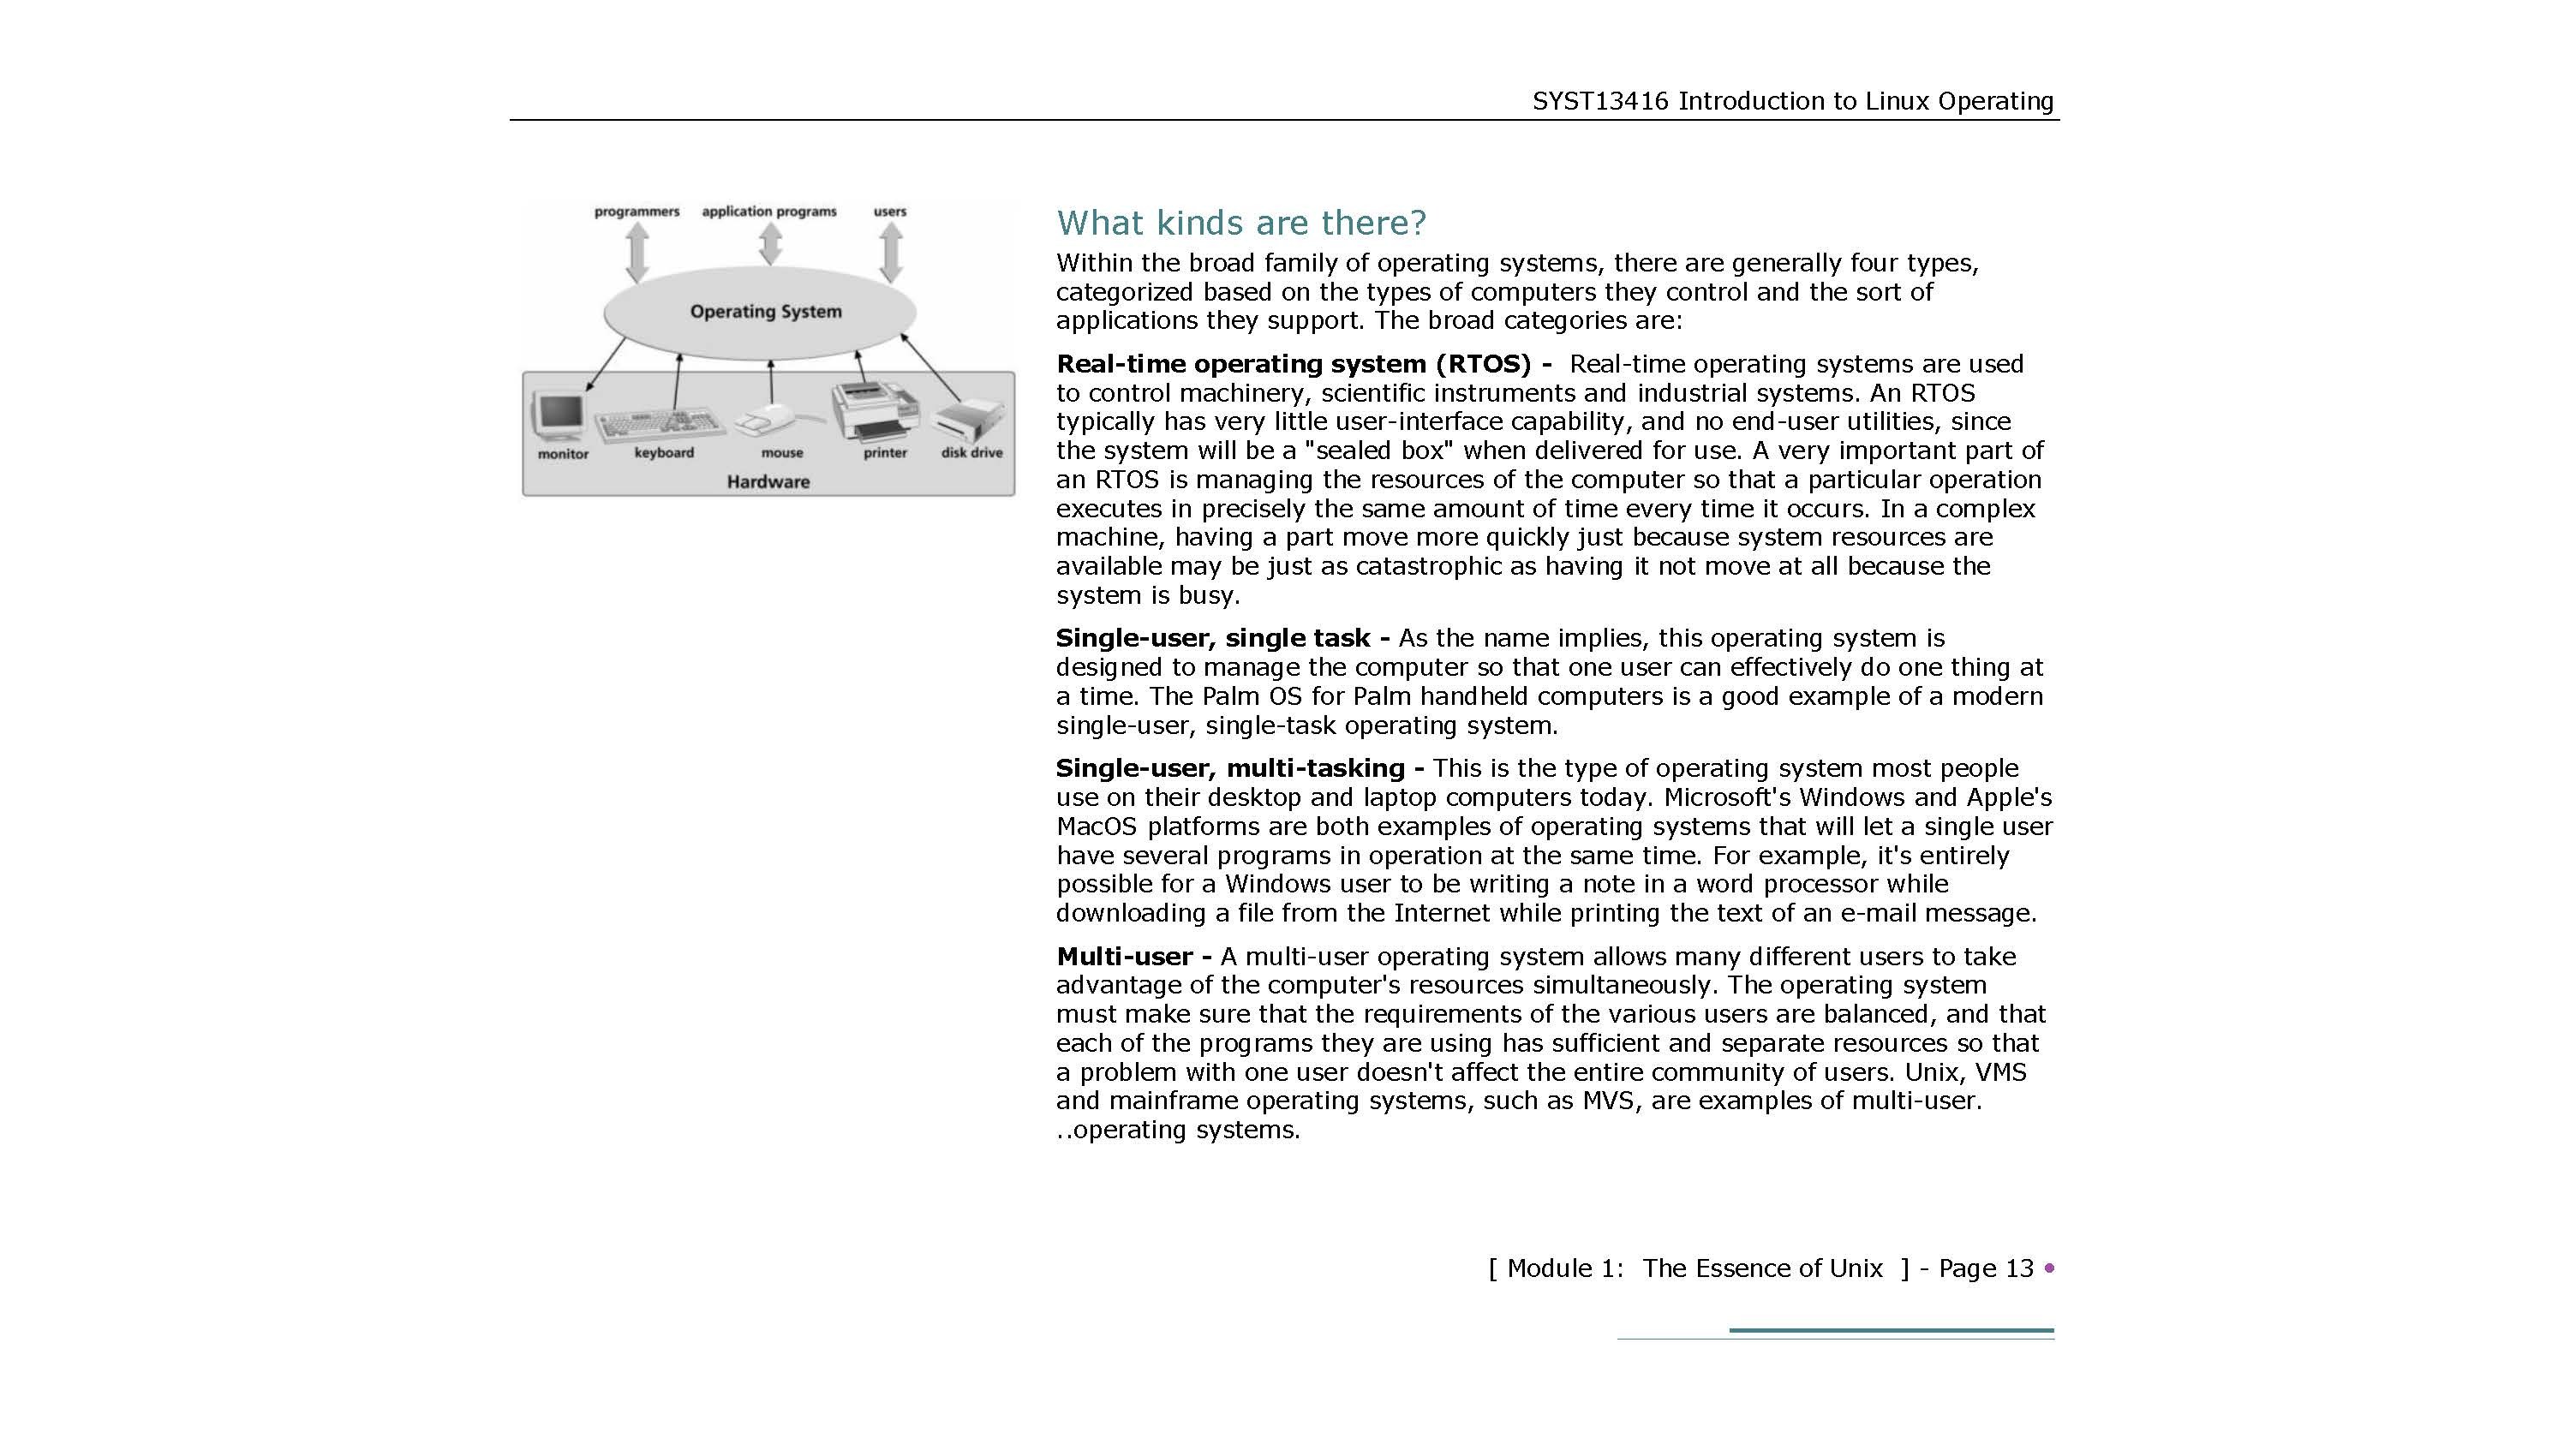 SYST13416 Introduction to Linux Operating
programmers application programs users
Operating System
monitor keyboard mouse printer disk drive
Hardware
What kinds are there?
Within the broad family of operating systems, there are generally four types,
categorized based on the types of computers they control and the sort of
applications they support. The broad categories are:
Real-time operating system (RTOS) - Real-time operating systems are used
to control machinery, scientific instruments and industrial systems. An RTOS
typically has very little user-interface capability, and no end-user utilities, since
the system will be a "sealed box" when delivered for use. A very important part of
an RTOS is managing the resources of the computer so that a particular operation
executes in precisely the same amount of time every time it occurs. In a complex
machine, having a part move more quickly just because system resources are
available may be just as catastrophic as having it not move at all because the
system is busy.
Single-user, single task - As the name implies, this operating system is
designed to manage the computer so that one user can effectively do one thing at
a time. The Palm OS for Palm handheld computers is a good example of a modern
single-user, single-task operating system.
Single-user, multi-tasking - This is the type of operating system most people
use on their desktop and laptop computers today. Microsoft's Windows and Apple's
MacOS platforms are both examples of operating systems that will let a single user
have several programs in operation at the same time. For example, it's entirely
possible for a Windows user to be writing a note in a word processor while
downloading a file from the Internet while printing the text of an e-mail message.
Multi-user - A multi-user operating system allows many different users to take
advantage of the computer's resources simultaneously. The operating system
must make sure that the requirements of the various users are balanced, and that
each of the programs they are using has sufficient and separate resources so that
a problem with one user doesn't affect the entire community of users. Unix, VMS
and mainframe operating systems, such as MVS, are examples of multi-user.
..operating systems.
[ Module 1: The Essence of Unix ] - Page 13 •